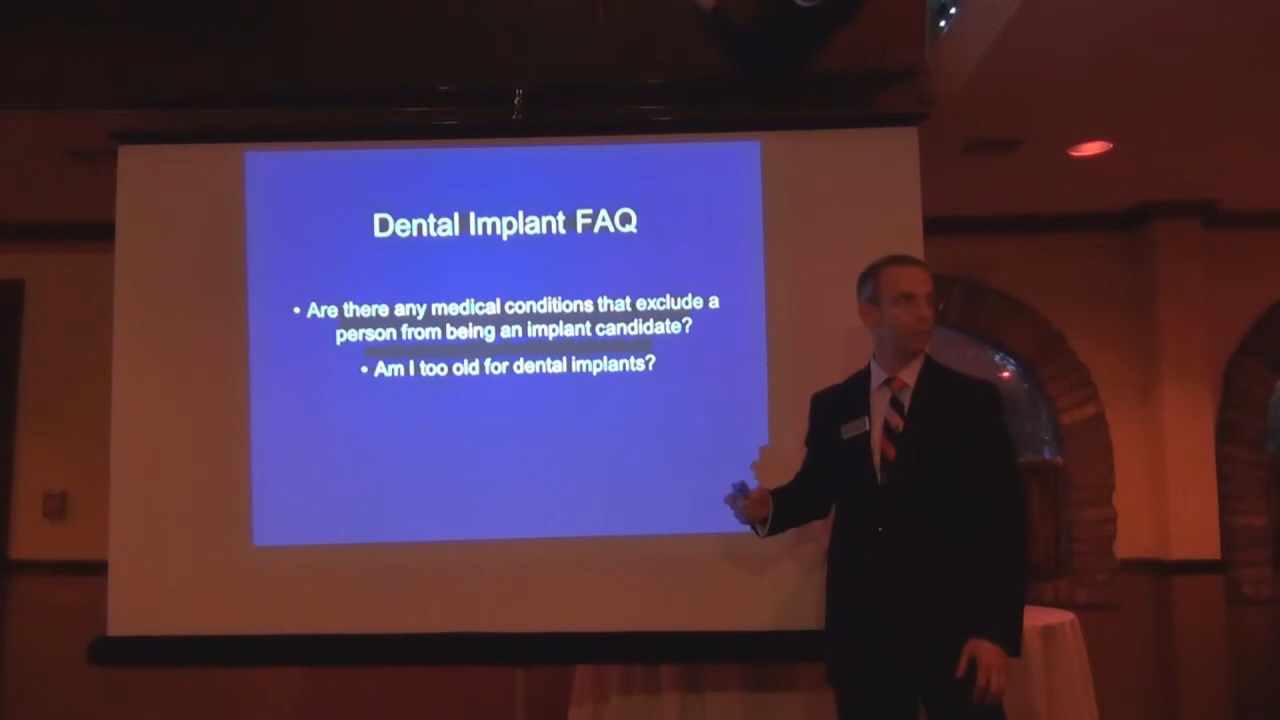 Dental Implant FAQ
• Are there any medical conditions that exclude a
person from being an implant candidate?
• Am I too old for dental implants?